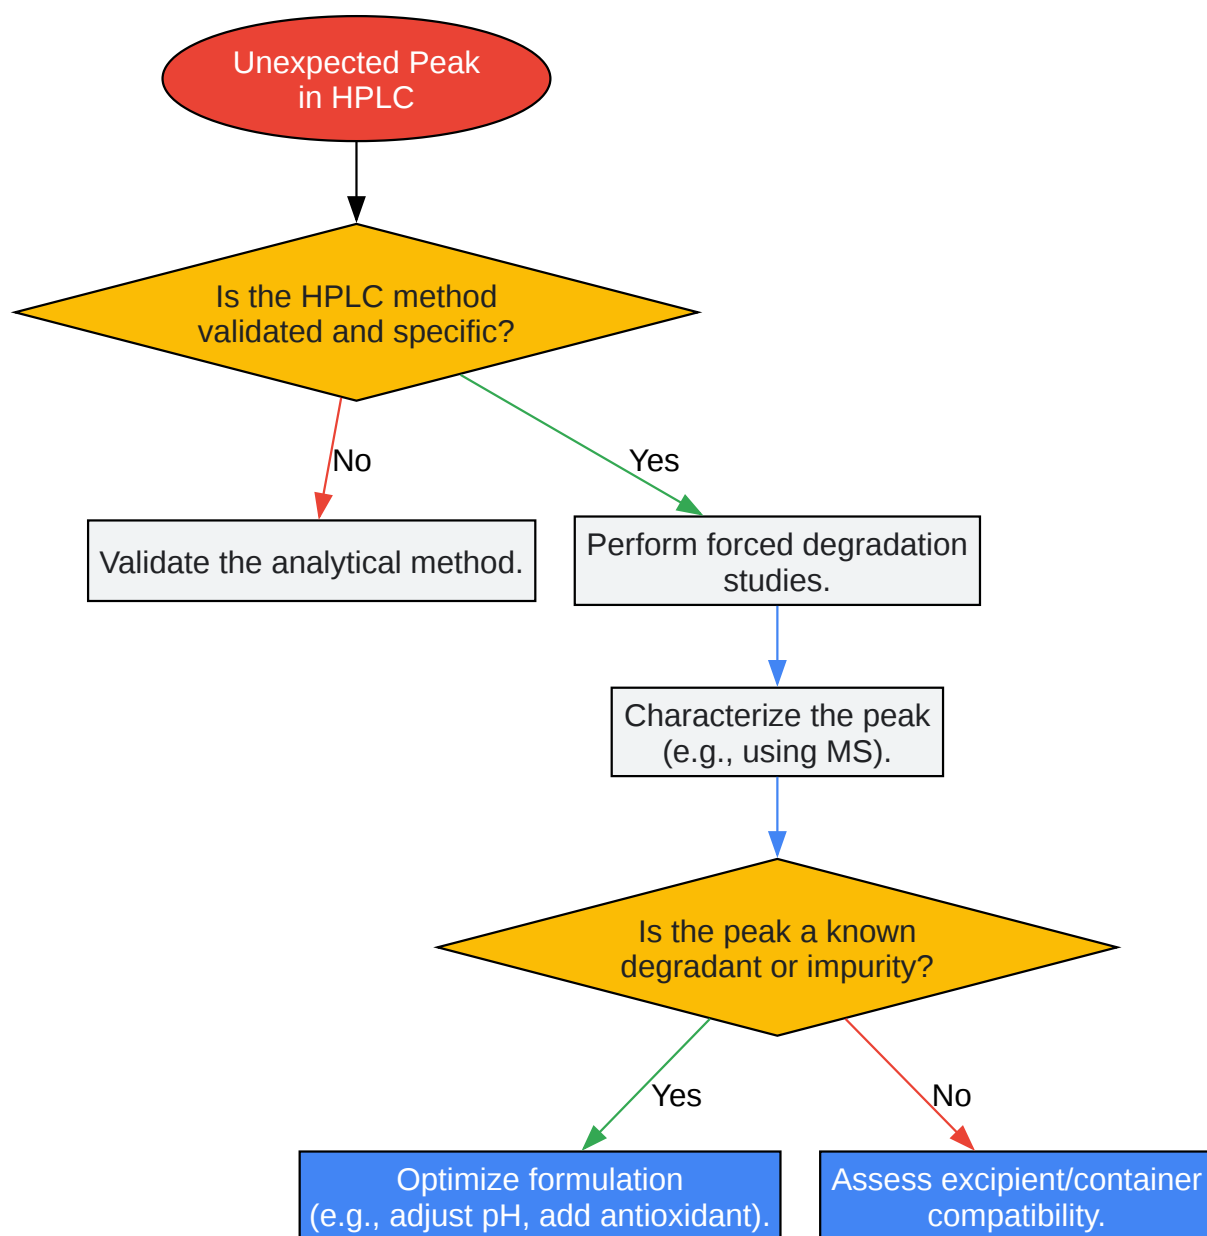 Unexpected Peak
in HPLC
Is the HPLC method
validated and specific?
No
Yes
Validate the analytical method.
Perform forced degradation
studies.
Characterize the peak
(e.g., using MS).
Is the peak a known
degradant or impurity?
Yes
No
Optimize formulation
(e.g., adjust pH, add antioxidant).
Assess excipient/container
compatibility.